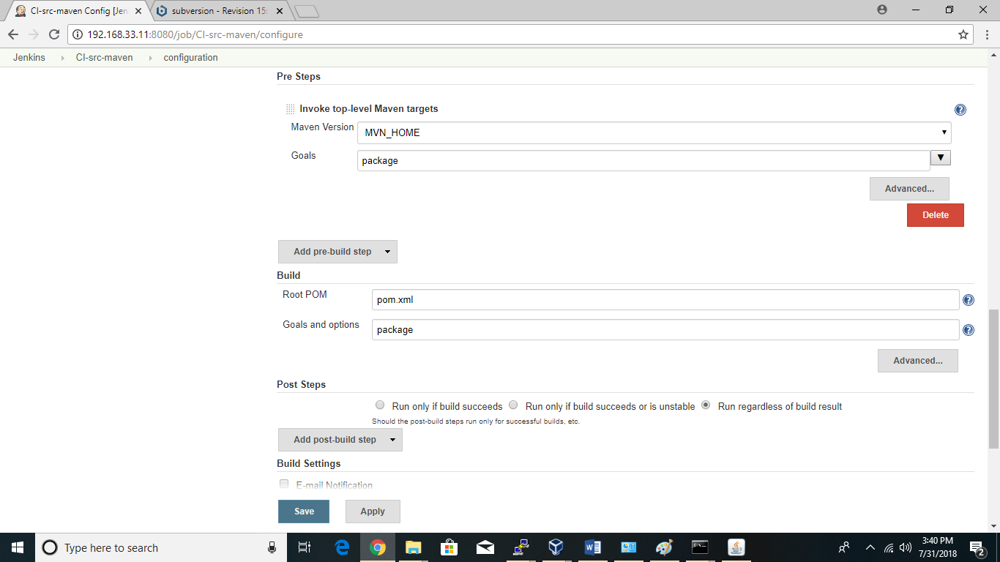 CI-src-maven Config [Jen
subversion - Revision 15:
192.168.33.11:8080/job/CI-src-maven/configure
Jenkins CI-src-maven configuration
Pre Steps
Invoke top-level Maven targets
Maven Version MVN_HOME
Goals package
Advanced...
Delete
Add pre-build step
Build
Root POM pom.xml
Goals and options package
Advanced...
Post Steps
Run only if build succeeds Run only if build succeeds or is unstable Run regardless of build result
Should the post-build steps run only for successful builds, etc.
Add post-build step
Build Settings
E-mail Notification
Save Apply
Type here to search
3:40 PM
7/31/2018
2